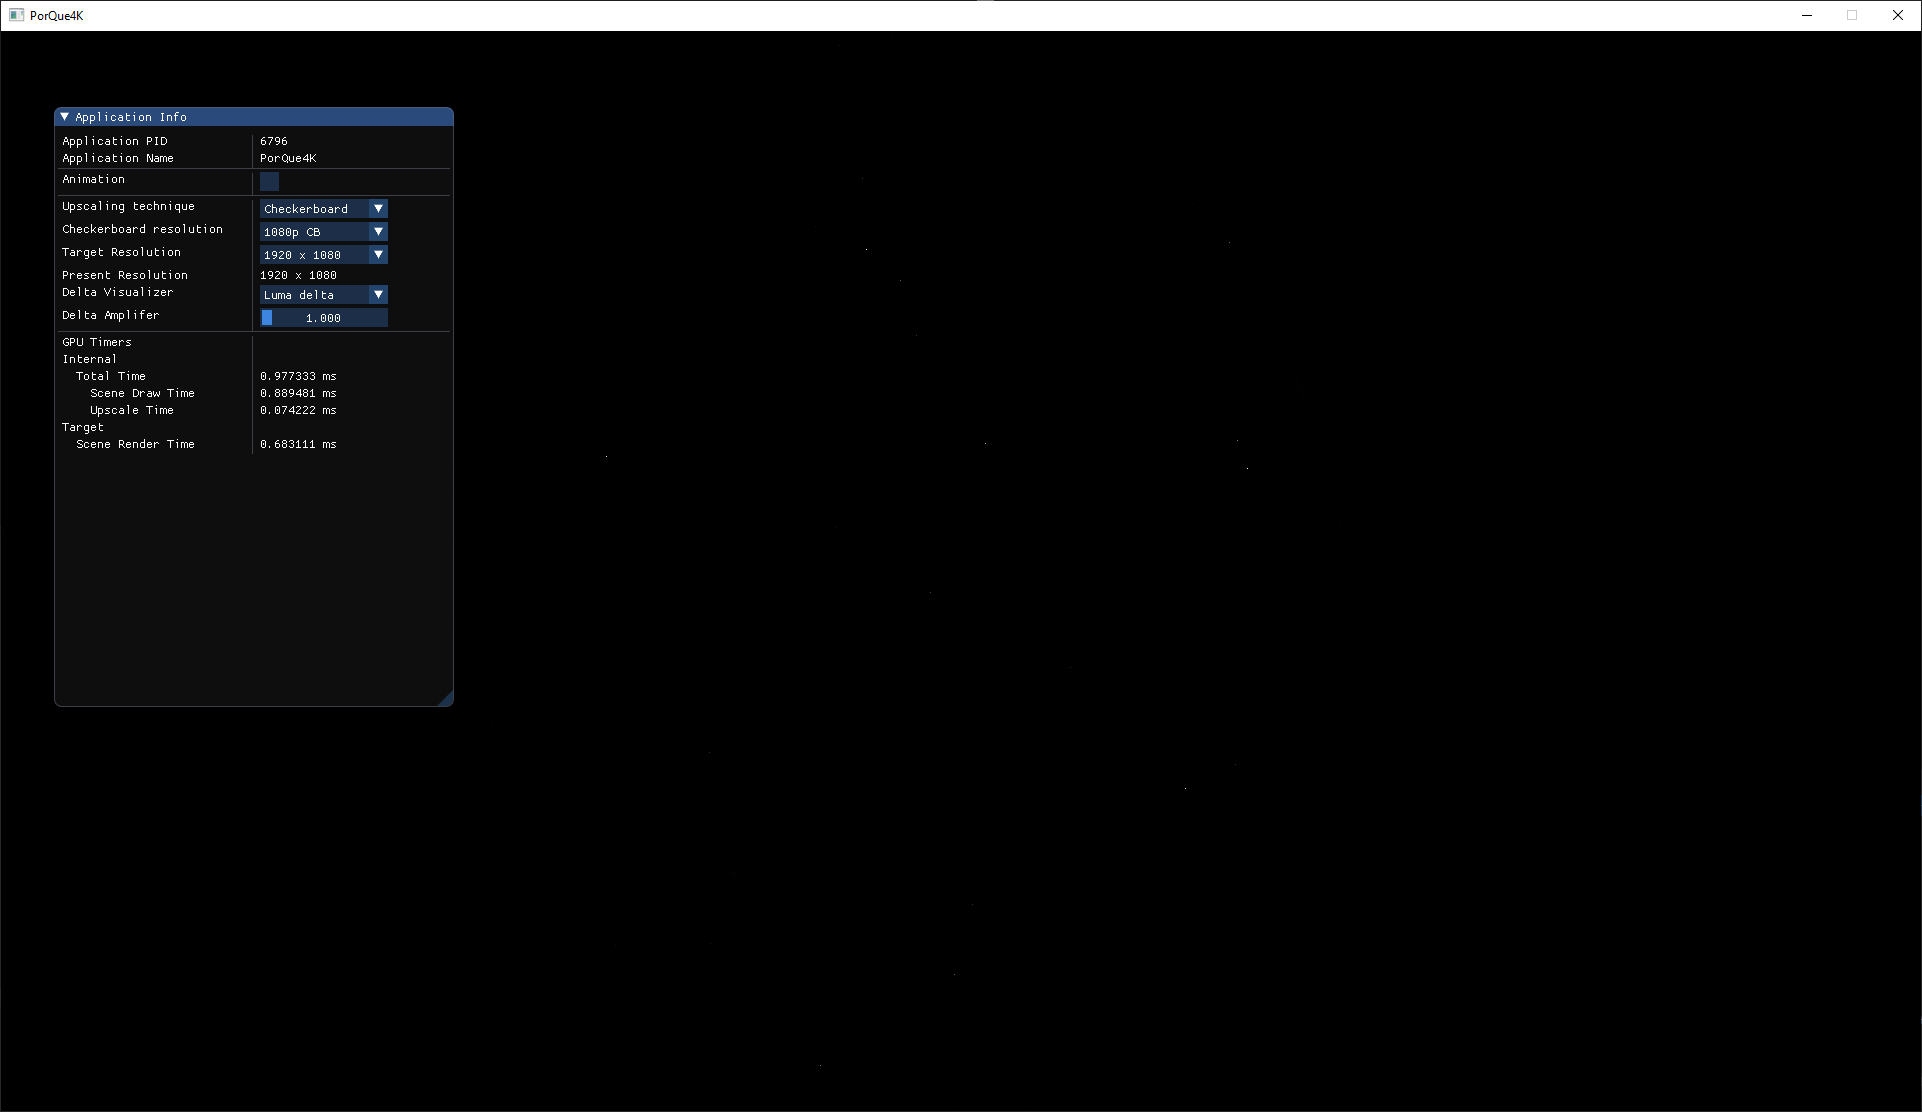 PorQue4K
Application Info
Application PID 6796
Application Name PorQue4K
Animation
Upscaling technique Checkerboard
Checkerboard resolution 1080p CB
Target Resolution 1920 x 1080
Present Resolution 1920 x 1080
Delta Visualizer Luma delta
Delta Amplifer 1.000
GPU Timers
Internal
Total Time 0.977333 ms
Scene Draw Time 0.889481 ms
Upscale Time 0.074222 ms
Target
Scene Render Time 0.683111 ms